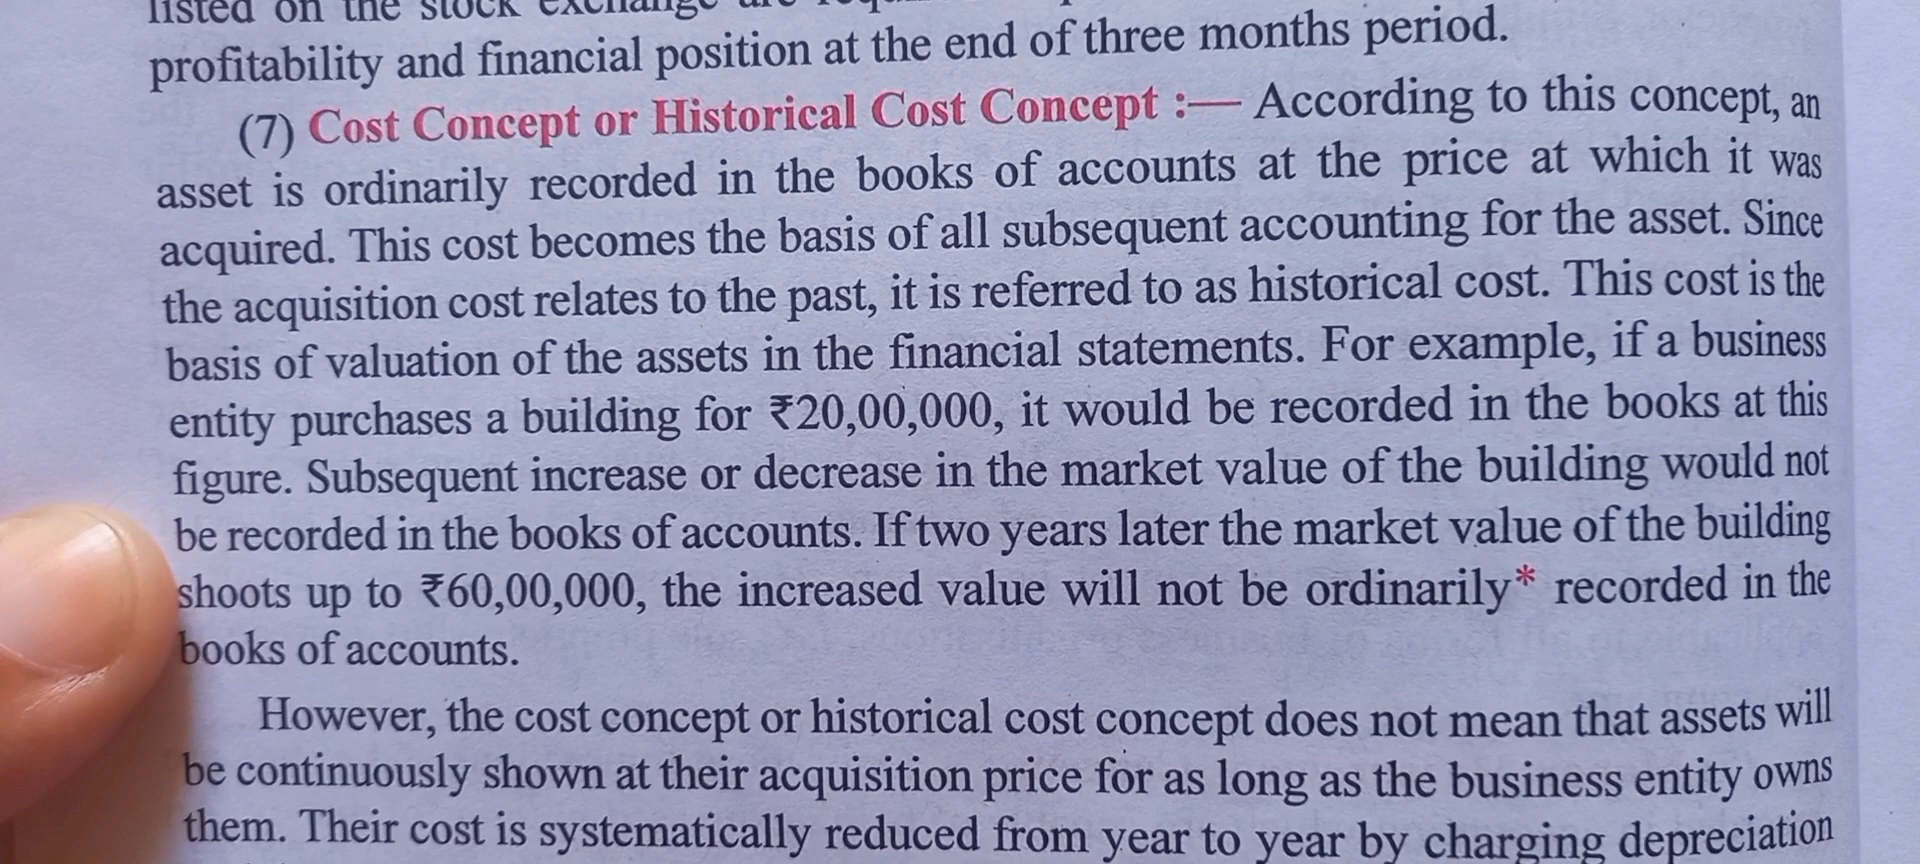 listed on the stock exchange are
profitability and financial position at the end of three months period.
(7) Cost Concept or Historical Cost Concept :— According to this concept, an
asset is ordinarily recorded in the books of accounts at the price at which it was
acquired. This cost becomes the basis of all subsequent accounting for the asset. Since
the acquisition cost relates to the past, it is referred to as historical cost. This cost is the
basis of valuation of the assets in the financial statements. For example, if a business
entity purchases a building for ₹20,00,000, it would be recorded in the books at this
figure. Subsequent increase or decrease in the market value of the building would not
be recorded in the books of accounts. If two years later the market value of the building
shoots up to ₹60,00,000, the increased value will not be ordinarily* recorded in the
books of accounts.
However, the cost concept or historical cost concept does not mean that assets will
be continuously shown at their acquisition price for as long as the business entity owns
them. Their cost is systematically reduced from year to year by charging depreciation